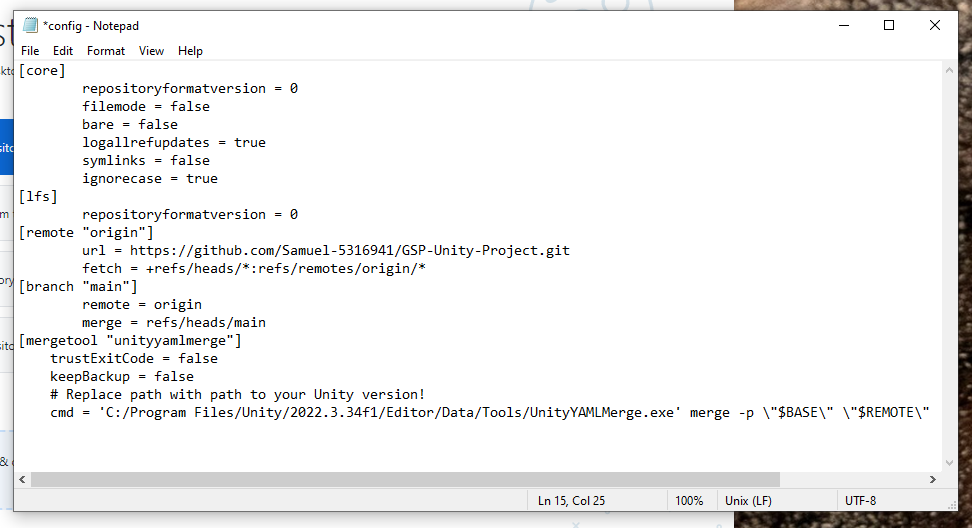 *config - Notepad
File Edit Format View Help
[core]
repositoryformatversion = 0
filemode = false
bare = false
logallrefupdates = true
symlinks = false
ignorecase = true
[lfs]
repositoryformatversion = 0
[remote "origin"]
url = https://github.com/Samuel-5316941/GSP-Unity-Project.git
fetch = +refs/heads/*:refs/remotes/origin/*
[branch "main"]
remote = origin
merge = refs/heads/main
[mergetool "unityyamlmerge"]
trustExitCode = false
keepBackup = false
# Replace path with path to your Unity version!
cmd = 'C:/Program Files/Unity/2022.3.34f1/Editor/Data/Tools/UnityYAMLMerge.exe' merge -p \"$BASE\" \"$REMOTE\"
Ln 15, Col 25 100% Unix (LF) UTF-8